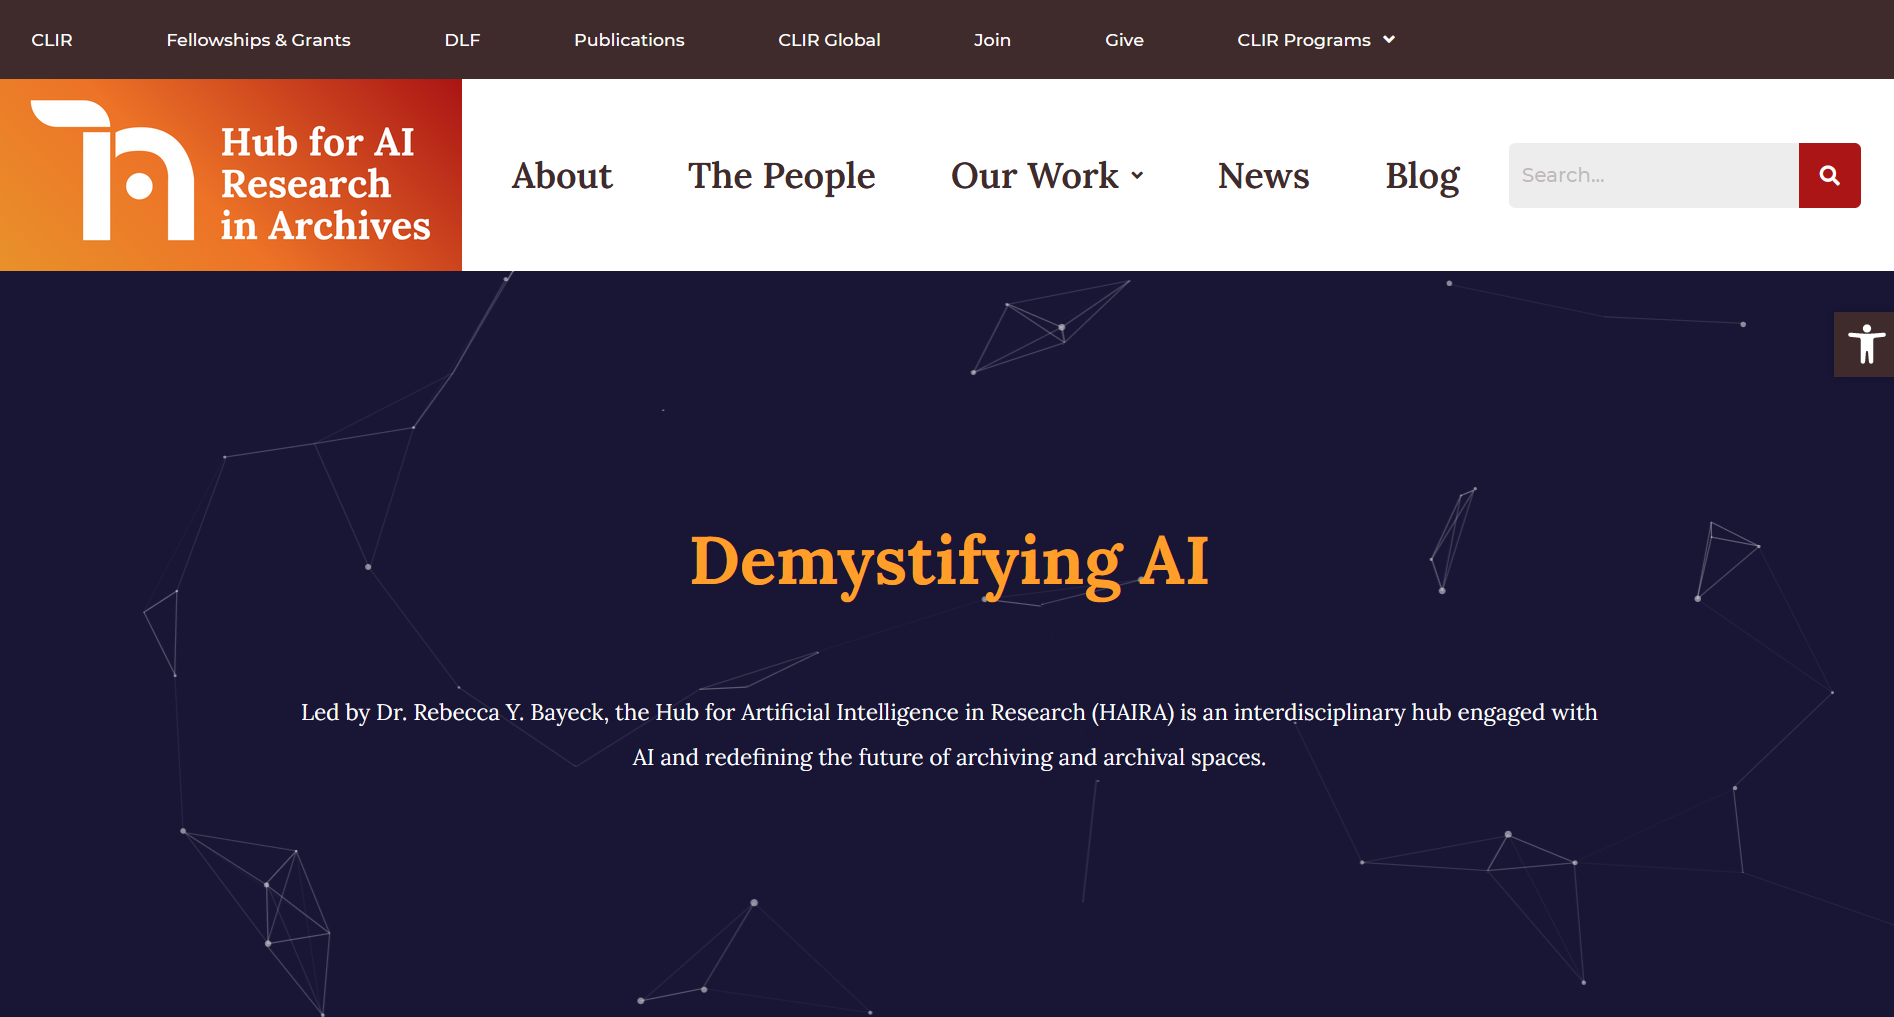 CLIR Fellowships & Grants DLF Publications CLIR Global Join Give CLIR Programs
Hub for AI
Research
in Archives
About The People Our Work News Blog Search...
Demystifying AI
Led by Dr. Rebecca Y. Bayeck, the Hub for Artificial Intelligence in Research (HAIRA) is an interdisciplinary hub engaged with
AI and redefining the future of archiving and archival spaces.